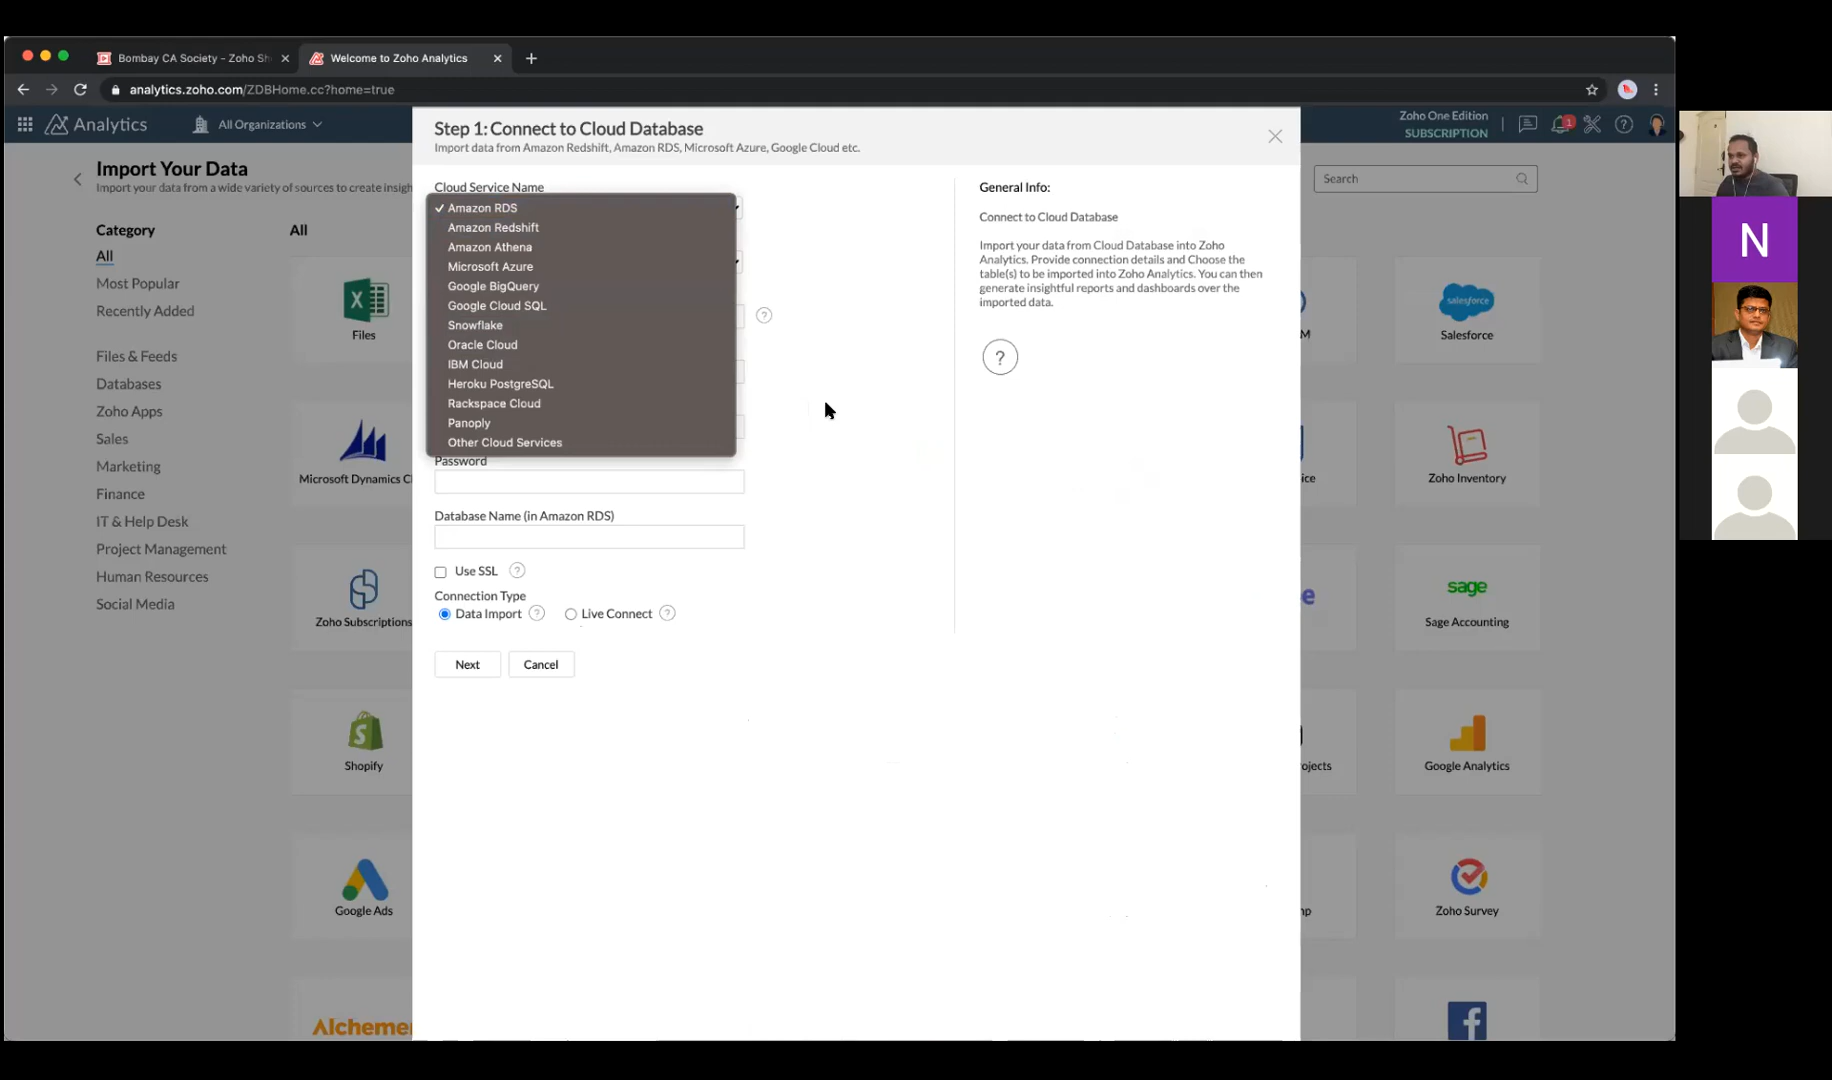 Bombay CA Society - Zoho Sh
Welcome to Zoho Analytics
analytics.zoho.com/ZDBHome.cc?home=true
Analytics
All Organizations
Zoho One Edition
SUBSCRIPTION
1
Import Your Data
Import your data from a wide variety of sources to create insigh
Search
Category
All
Most Popular
Recently Added
Files & Feeds
Databases
Zoho Apps
Sales
Marketing
Finance
IT & Help Desk
Project Management
Human Resources
Social Media
All
Files
Microsoft Dynamics C
Zoho Subscriptions
Shopify
Google Ads
Alcheme
Step 1: Connect to Cloud Database
Import data from Amazon Redshift, Amazon RDS, Microsoft Azure, Google Cloud etc.
Cloud Service Name
✓ Amazon RDS
Amazon Redshift
Amazon Athena
Microsoft Azure
Google BigQuery
Google Cloud SQL
Snowflake
Oracle Cloud
IBM Cloud
Heroku PostgreSQL
Rackspace Cloud
Panoply
Other Cloud Services
?
Password
Database Name (in Amazon RDS)
Use SSL ?
Connection Type
Data Import ? Live Connect ?
Next Cancel
General Info:
Connect to Cloud Database
Import your data from Cloud Database into Zoho
Analytics. Provide connection details and Choose the
table(s) to be imported into Zoho Analytics. You can then
generate insightful reports and dashboards over the
imported data.
?
M
ice
ojects
np
salesforce
Salesforce
Zoho Inventory
sage
Sage Accounting
Google Analytics
Zoho Survey
N